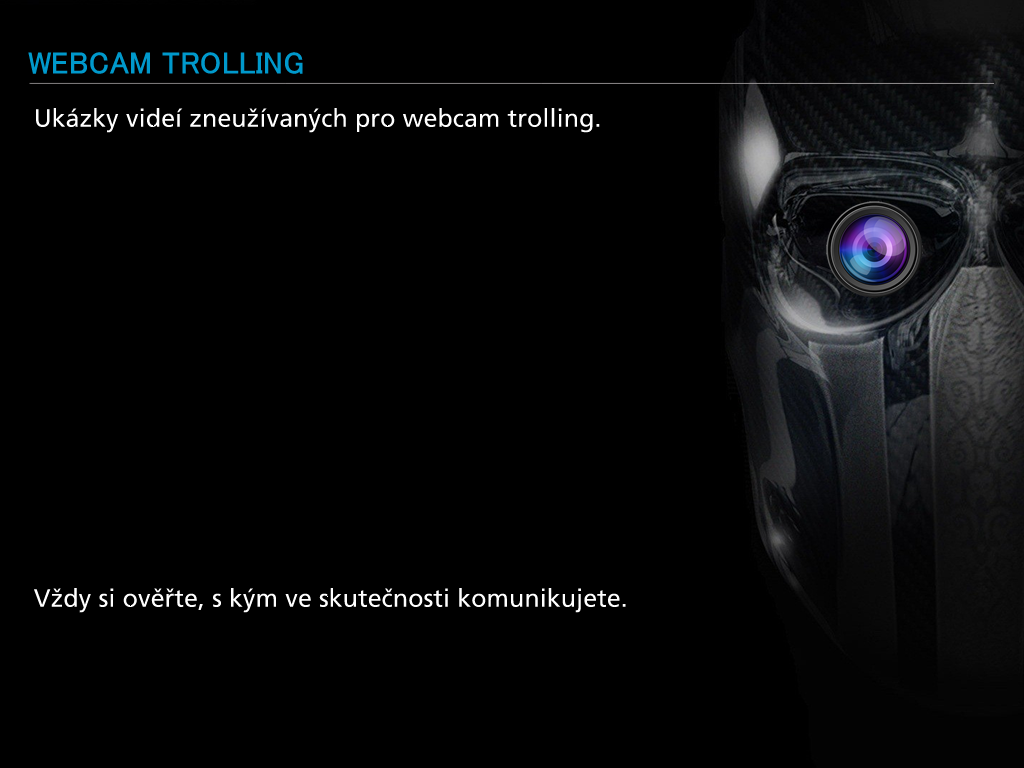 WEBCAM TROLLING
Ukázky videí zneužívaných pro webcam trolling.
Vždy si ověřte, s kým ve skutečnosti komunikujete.